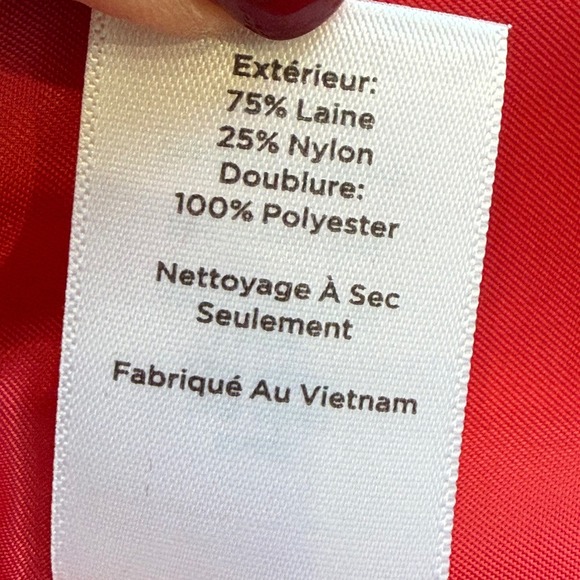 Extérieur:
75% Laine
25% Nylon
Doublure:
100% Polyester
Nettoyage À Sec
Seulement
Fabriqué Au Vietnam